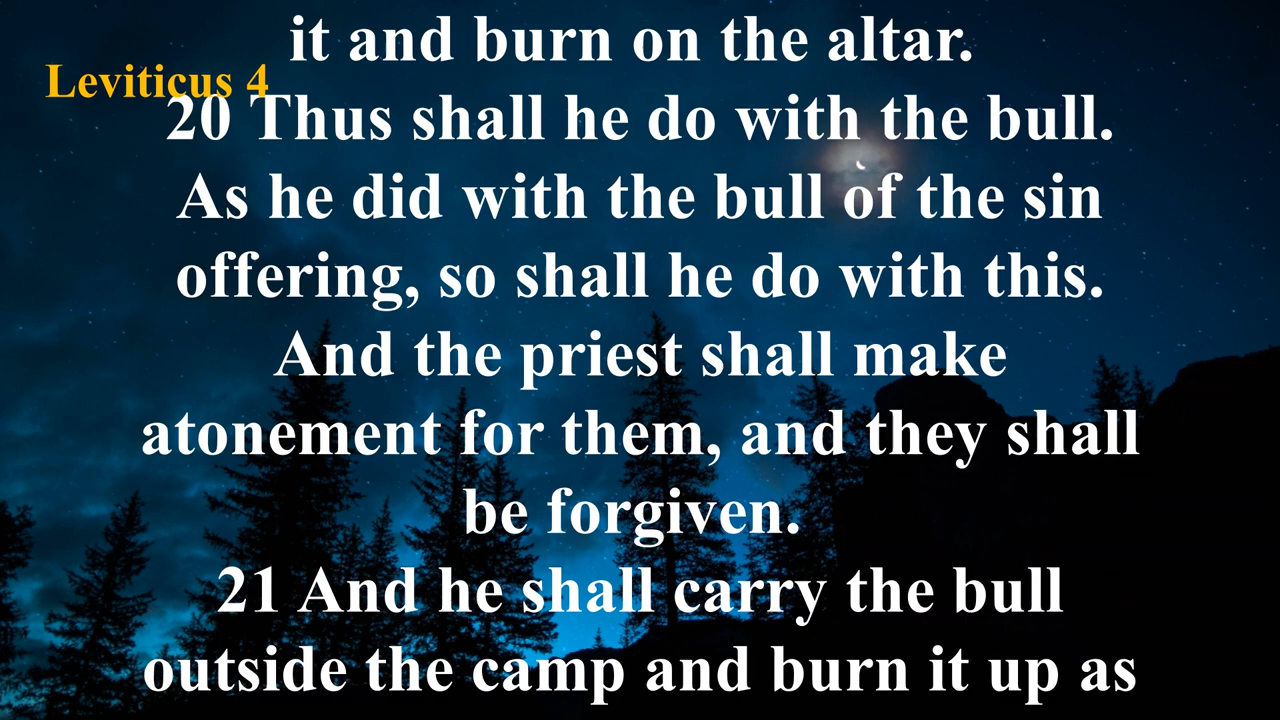 it and burn on the altar.
Leviticus 4
20 Thus shall he do with the bull.
As he did with the bull of the sin
offering, so shall he do with this.
And the priest shall make
atonement for them, and they shall
be forgiven.
21 And he shall carry the bull
outside the camp and burn it up as